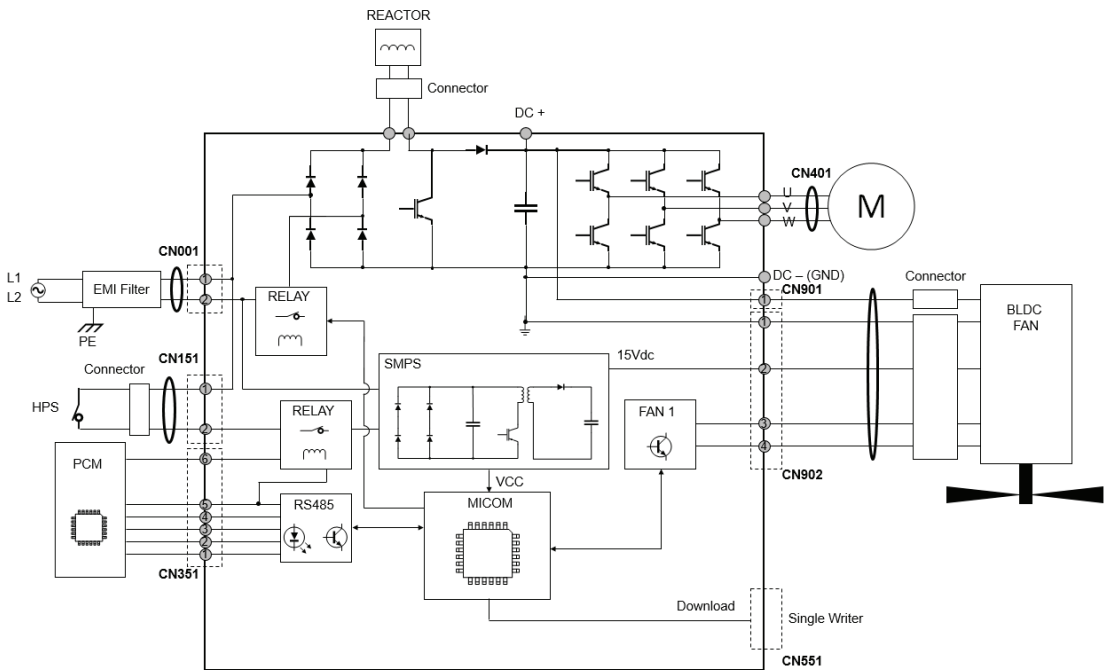 REACTOR
Connector
DC +
CN401
U
V
W
M
CN001
L1
L2
EMI Filter
1
2
PE
RELAY
DC – (GND)
CN901
Connector
1
1
BLDC
FAN
CN151
Connector
SMPS
15Vdc
2
1
HPS
2
RELAY
FAN 1
3
4
CN902
PCM
6
VCC
MICOM
5
RS485
4
3
2
1
CN351
Download
Single Writer
CN551